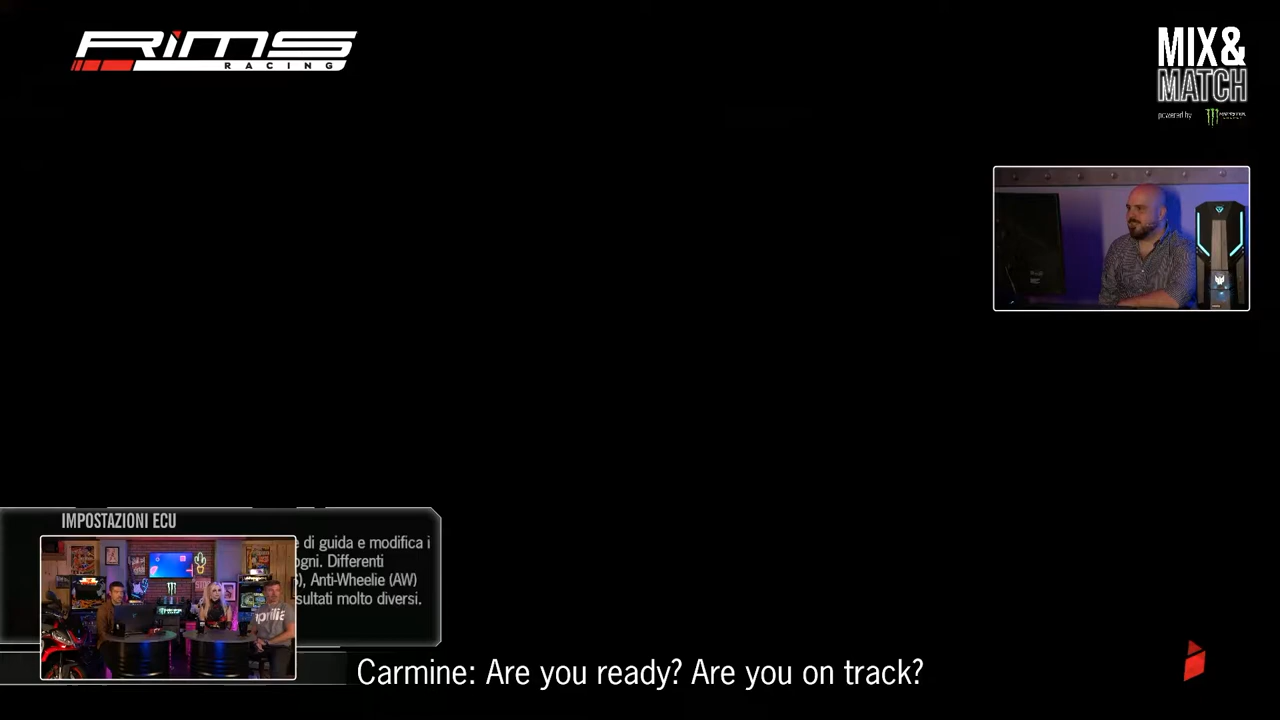 RiMS
RACING
MIX&
MATCH
powered by
IMPOSTAZIONI ECU
di guida e modifica i
ogni. Differenti
, Anti-Wheelie (AW)
sultati molto diversi.
aprilia
Carmine: Are you ready? Are you on track?